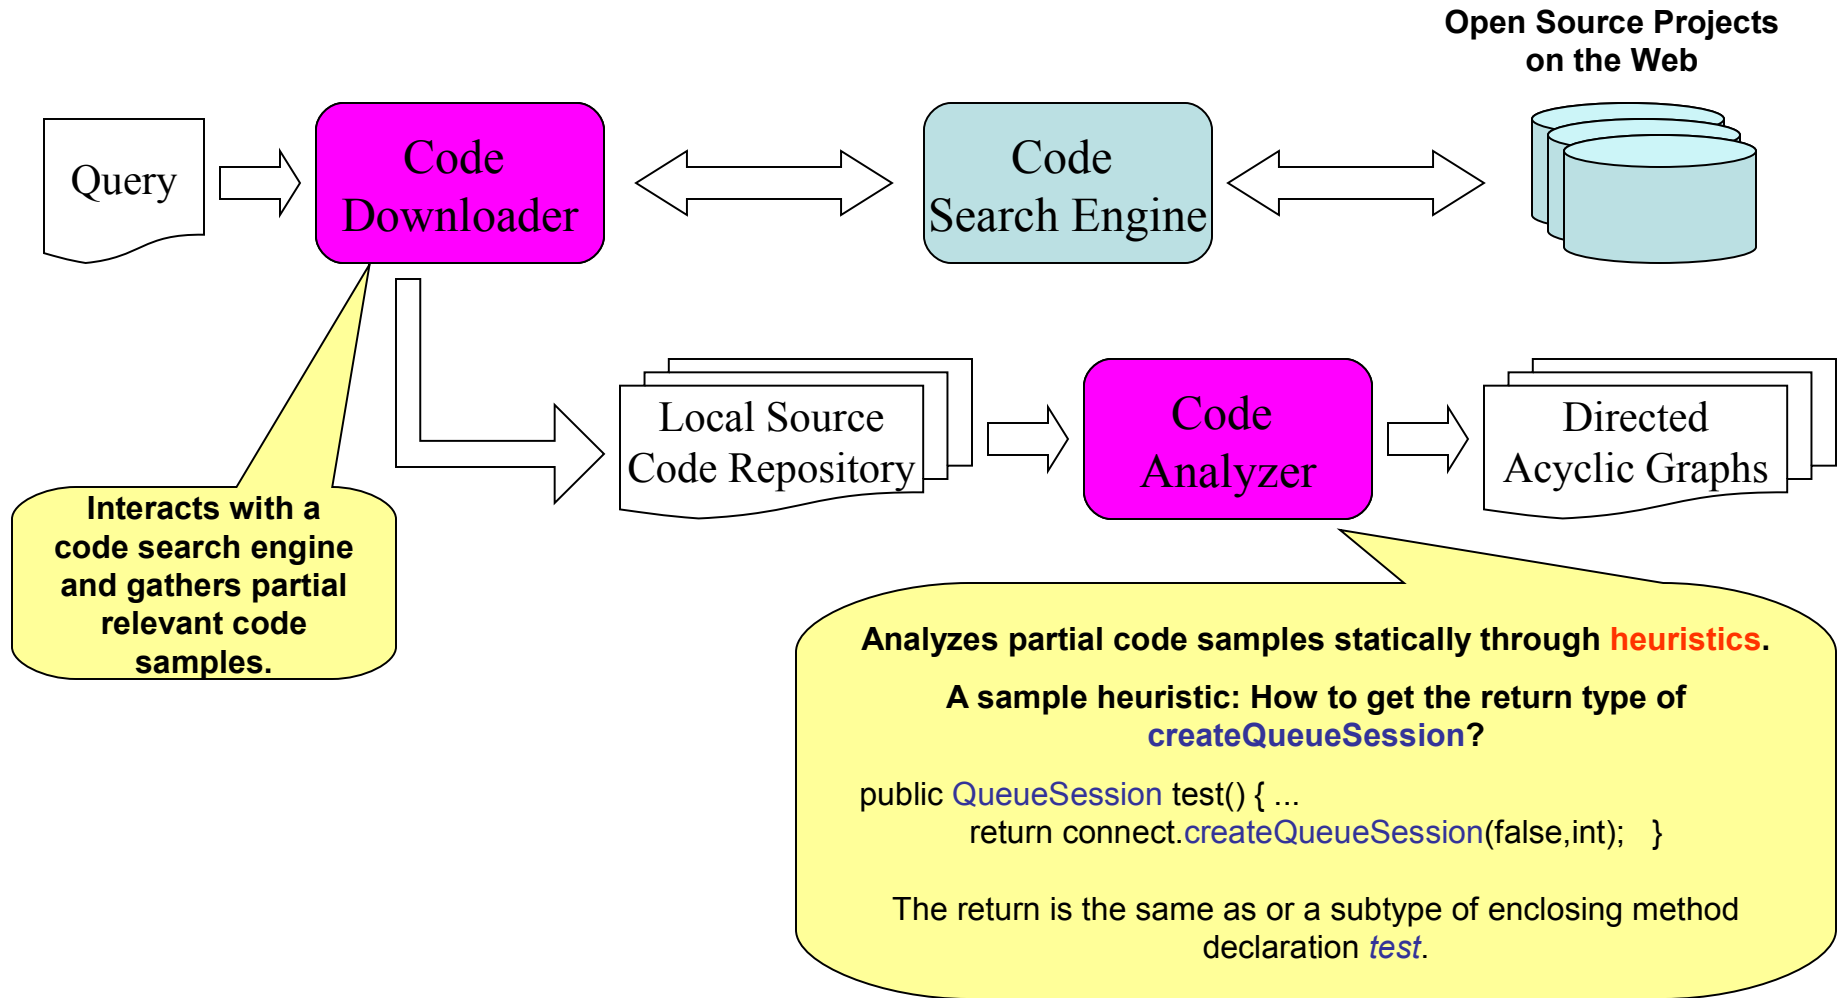 Open Source Projects
on the Web
Query
Code
Downloader
Code
Search Engine
Local Source
Code Repository
Code
Analyzer
Directed
Acyclic Graphs
Interacts with a
code search engine
and gathers partial
relevant code
samples.
Analyzes partial code samples statically through heuristics.
A sample heuristic: How to get the return type of
createQueueSession?
public QueueSession test() { ...
return connect.createQueueSession(false,int); }
The return is the same as or a subtype of enclosing method
declaration test.